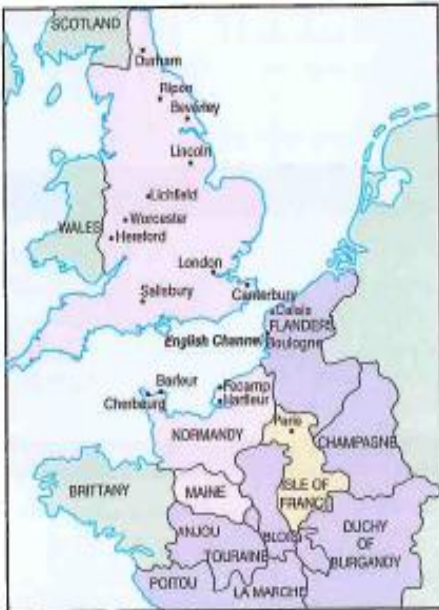 SCOTLAND
Durham
Ripon
Beverley
Lincoln
Lichfield
Worcester
WALES
Hereford
London
Salisbury
Canterbury
Calais
FLANDERS
English Channel
Boulogne
Barfleur
Fecamp
Cherbourg
Harfleur
Paris
NORMANDY
CHAMPAGNE
BRITTANY
MAINE
ISLE OF
FRANCE
ANJOU
BLOIS
DUCHY
OF
BURGANDY
TOURAINE
POITOU
LA MARCHE